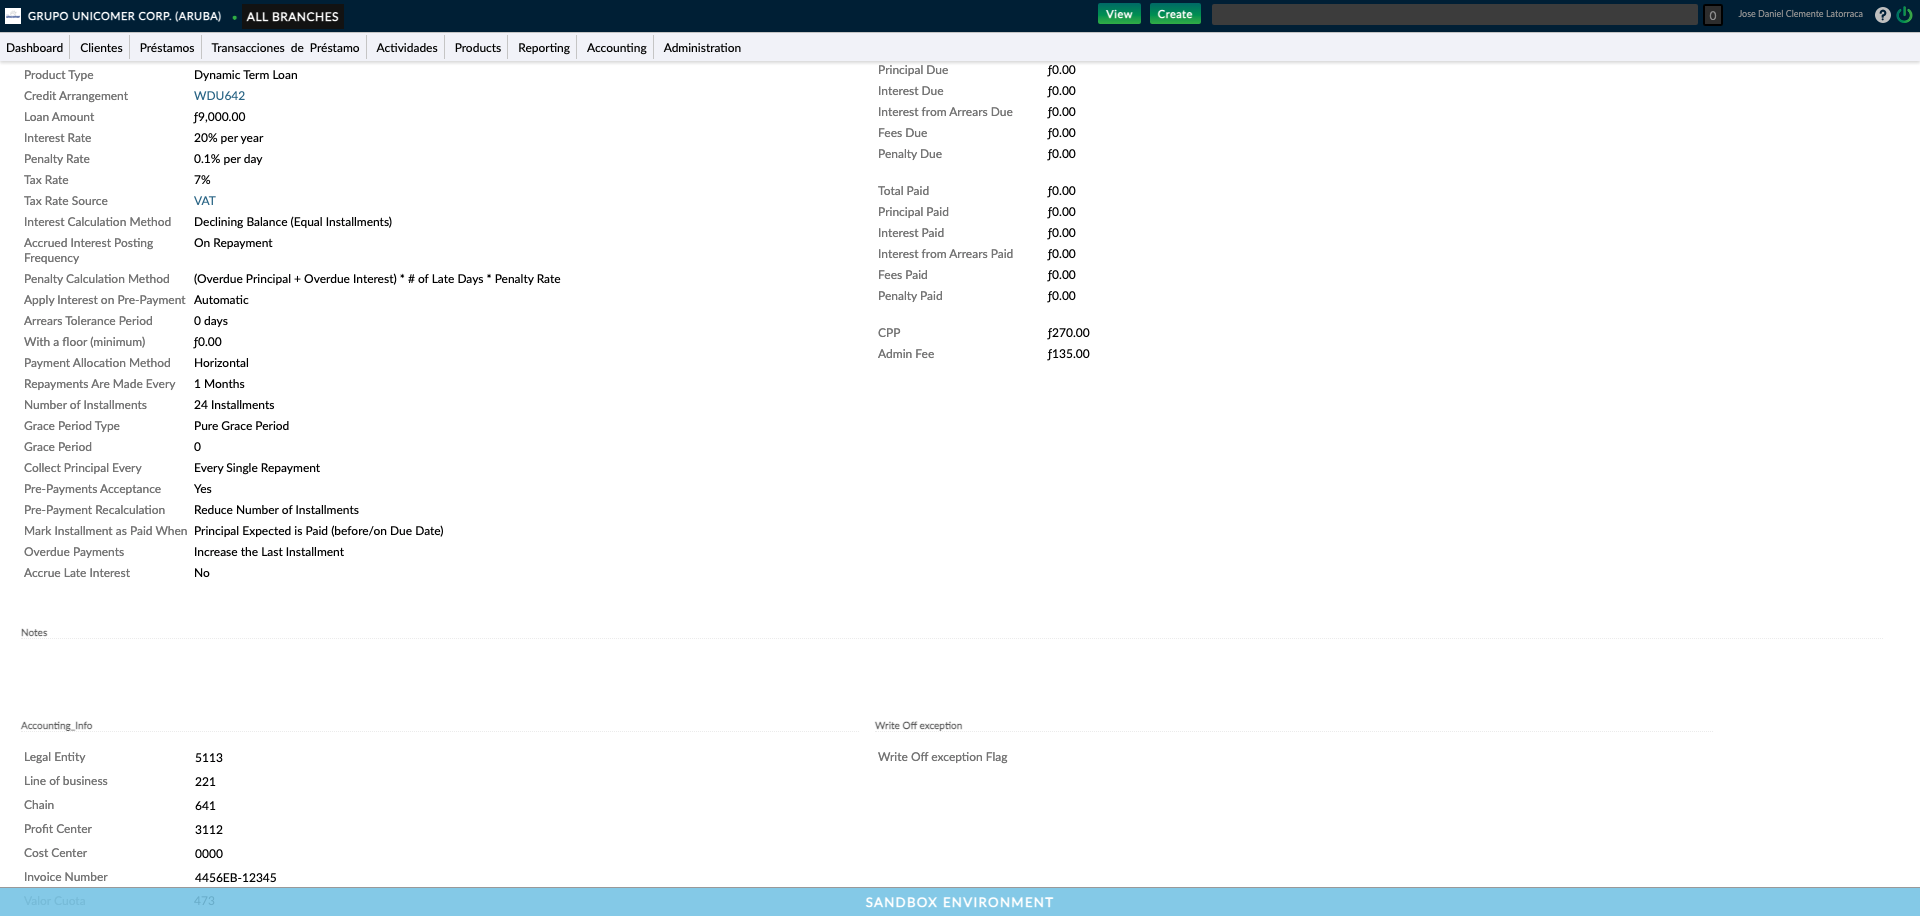 GRUPO UNICOMER CORP. (ARUBA) • ALL BRANCHES View Create 0 Jose Daniel Clemente Latorraca ?
Dashboard Clientes Préstamos Transacciones de Préstamo Actividades Products Reporting Accounting Administration
Product Type Dynamic Term Loan
Credit Arrangement WDU642
Loan Amount ƒ9,000.00
Interest Rate 20% per year
Penalty Rate 0.1% per day
Tax Rate 7%
Tax Rate Source VAT
Interest Calculation Method Declining Balance (Equal Installments)
Accrued Interest Posting Frequency On Repayment
Penalty Calculation Method (Overdue Principal + Overdue Interest) * # of Late Days * Penalty Rate
Apply Interest on Pre-Payment Automatic
Arrears Tolerance Period 0 days
With a floor (minimum) ƒ0.00
Payment Allocation Method Horizontal
Repayments Are Made Every 1 Months
Number of Installments 24 Installments
Grace Period Type Pure Grace Period
Grace Period 0
Collect Principal Every Every Single Repayment
Pre-Payments Acceptance Yes
Pre-Payment Recalculation Reduce Number of Installments
Mark Installment as Paid When Principal Expected is Paid (before/on Due Date)
Overdue Payments Increase the Last Installment
Accrue Late Interest No
Principal Due ƒ0.00
Interest Due ƒ0.00
Interest from Arrears Due ƒ0.00
Fees Due ƒ0.00
Penalty Due ƒ0.00
Total Paid ƒ0.00
Principal Paid ƒ0.00
Interest Paid ƒ0.00
Interest from Arrears Paid ƒ0.00
Fees Paid ƒ0.00
Penalty Paid ƒ0.00
CPP ƒ270.00
Admin Fee ƒ135.00
Notes
Accounting_Info
Legal Entity 5113
Line of business 221
Chain 641
Profit Center 3112
Cost Center 0000
Invoice Number 4456EB-12345
Valor Cuota 473
Write Off exception
Write Off exception Flag
SANDBOX ENVIRONMENT